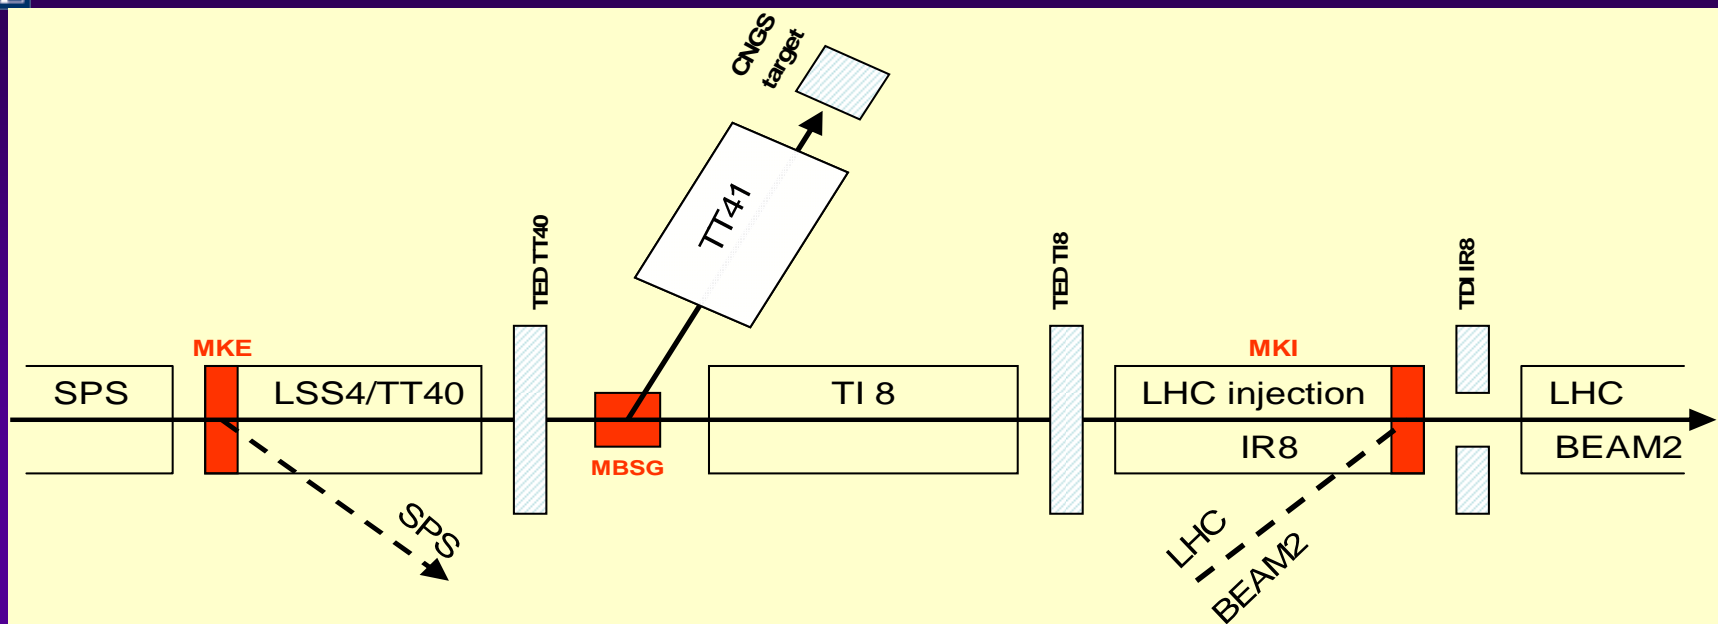 CNGS
target
TT41
TED TT40
TED TI8
TDI IR8
MKE
MKI
SPS
LSS4/TT40
TI 8
LHC injection
LHC
IR8
BEAM2
MBSG
SPS
LHC
BEAM2